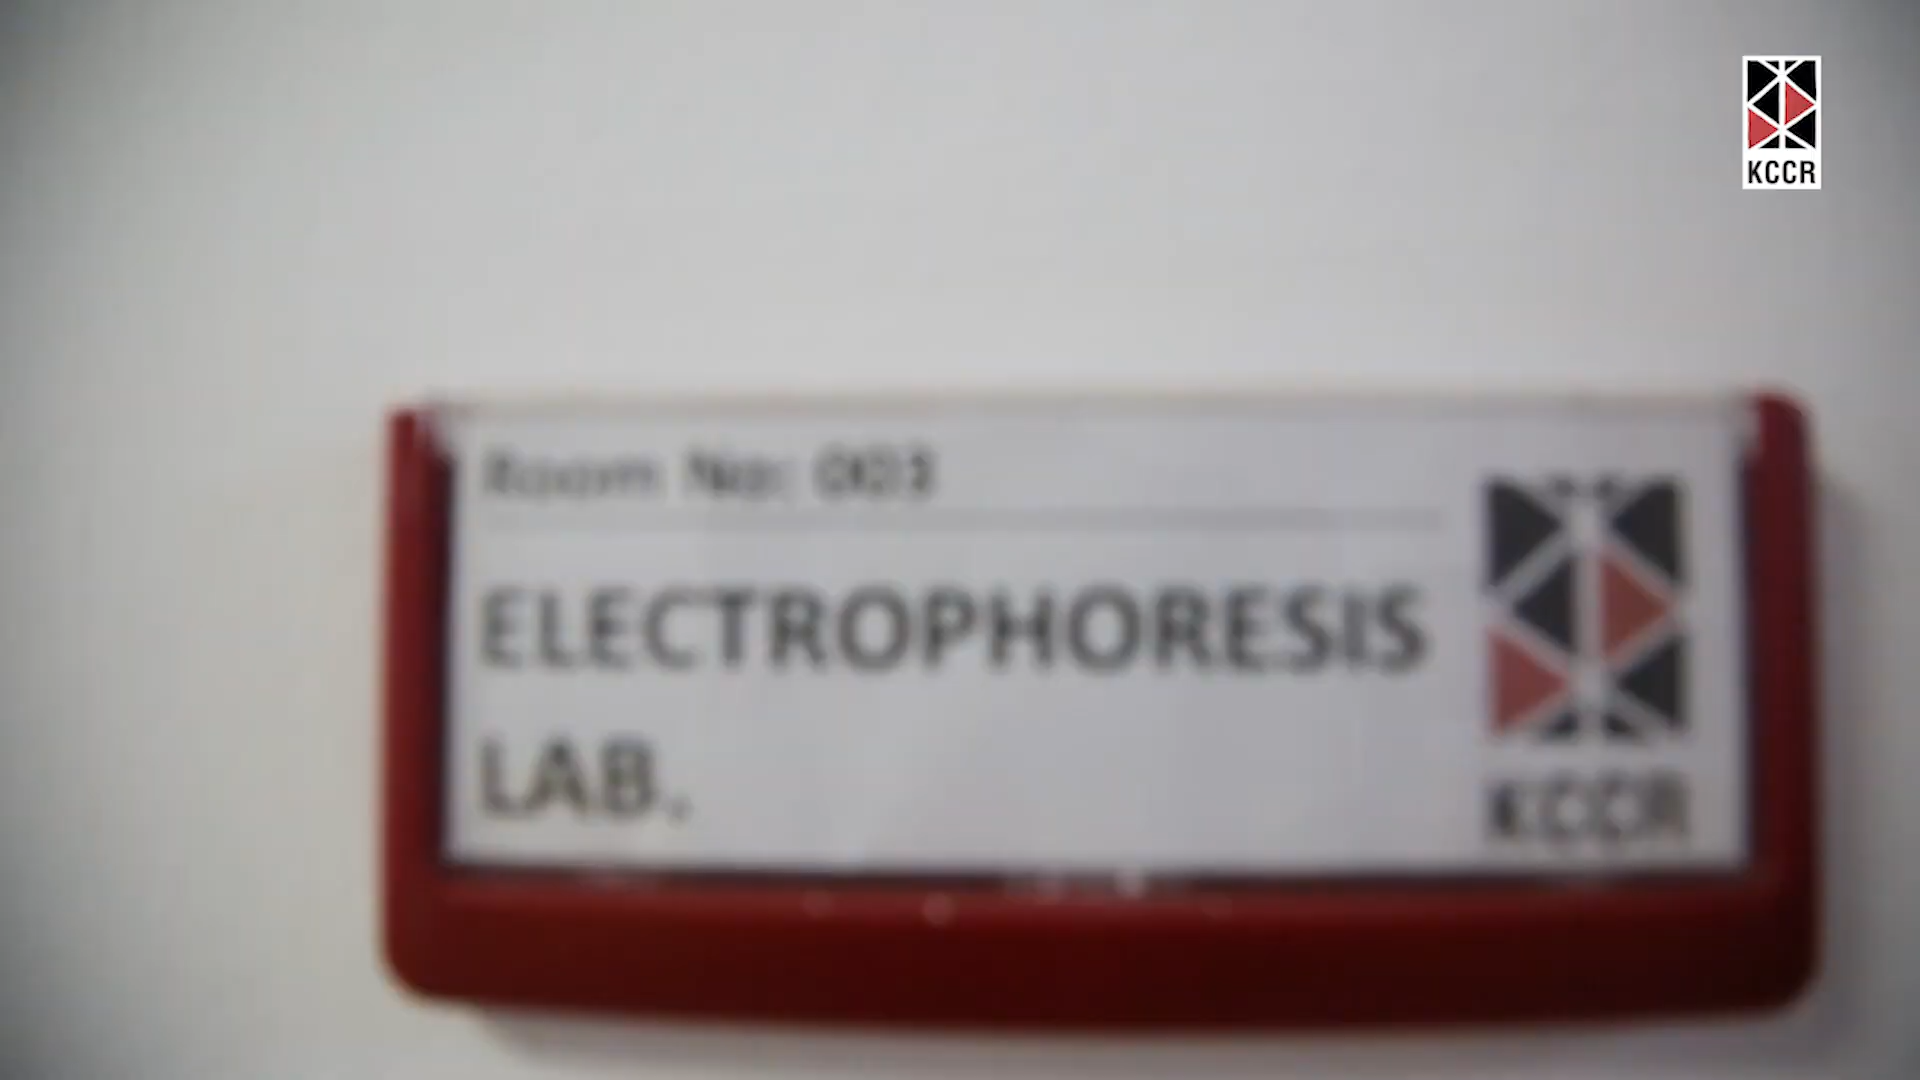 KCCR
Room No: 003
ELECTROPHORESIS
LAB.
KCCR